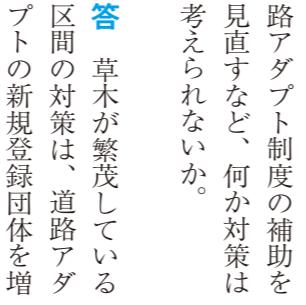 路アダプト制度の補助を
見直すなど、何か対策は
考えられないか。
答　草木が繁茂している
区間の対策は、道路アダ
プトの新規登録団体を増